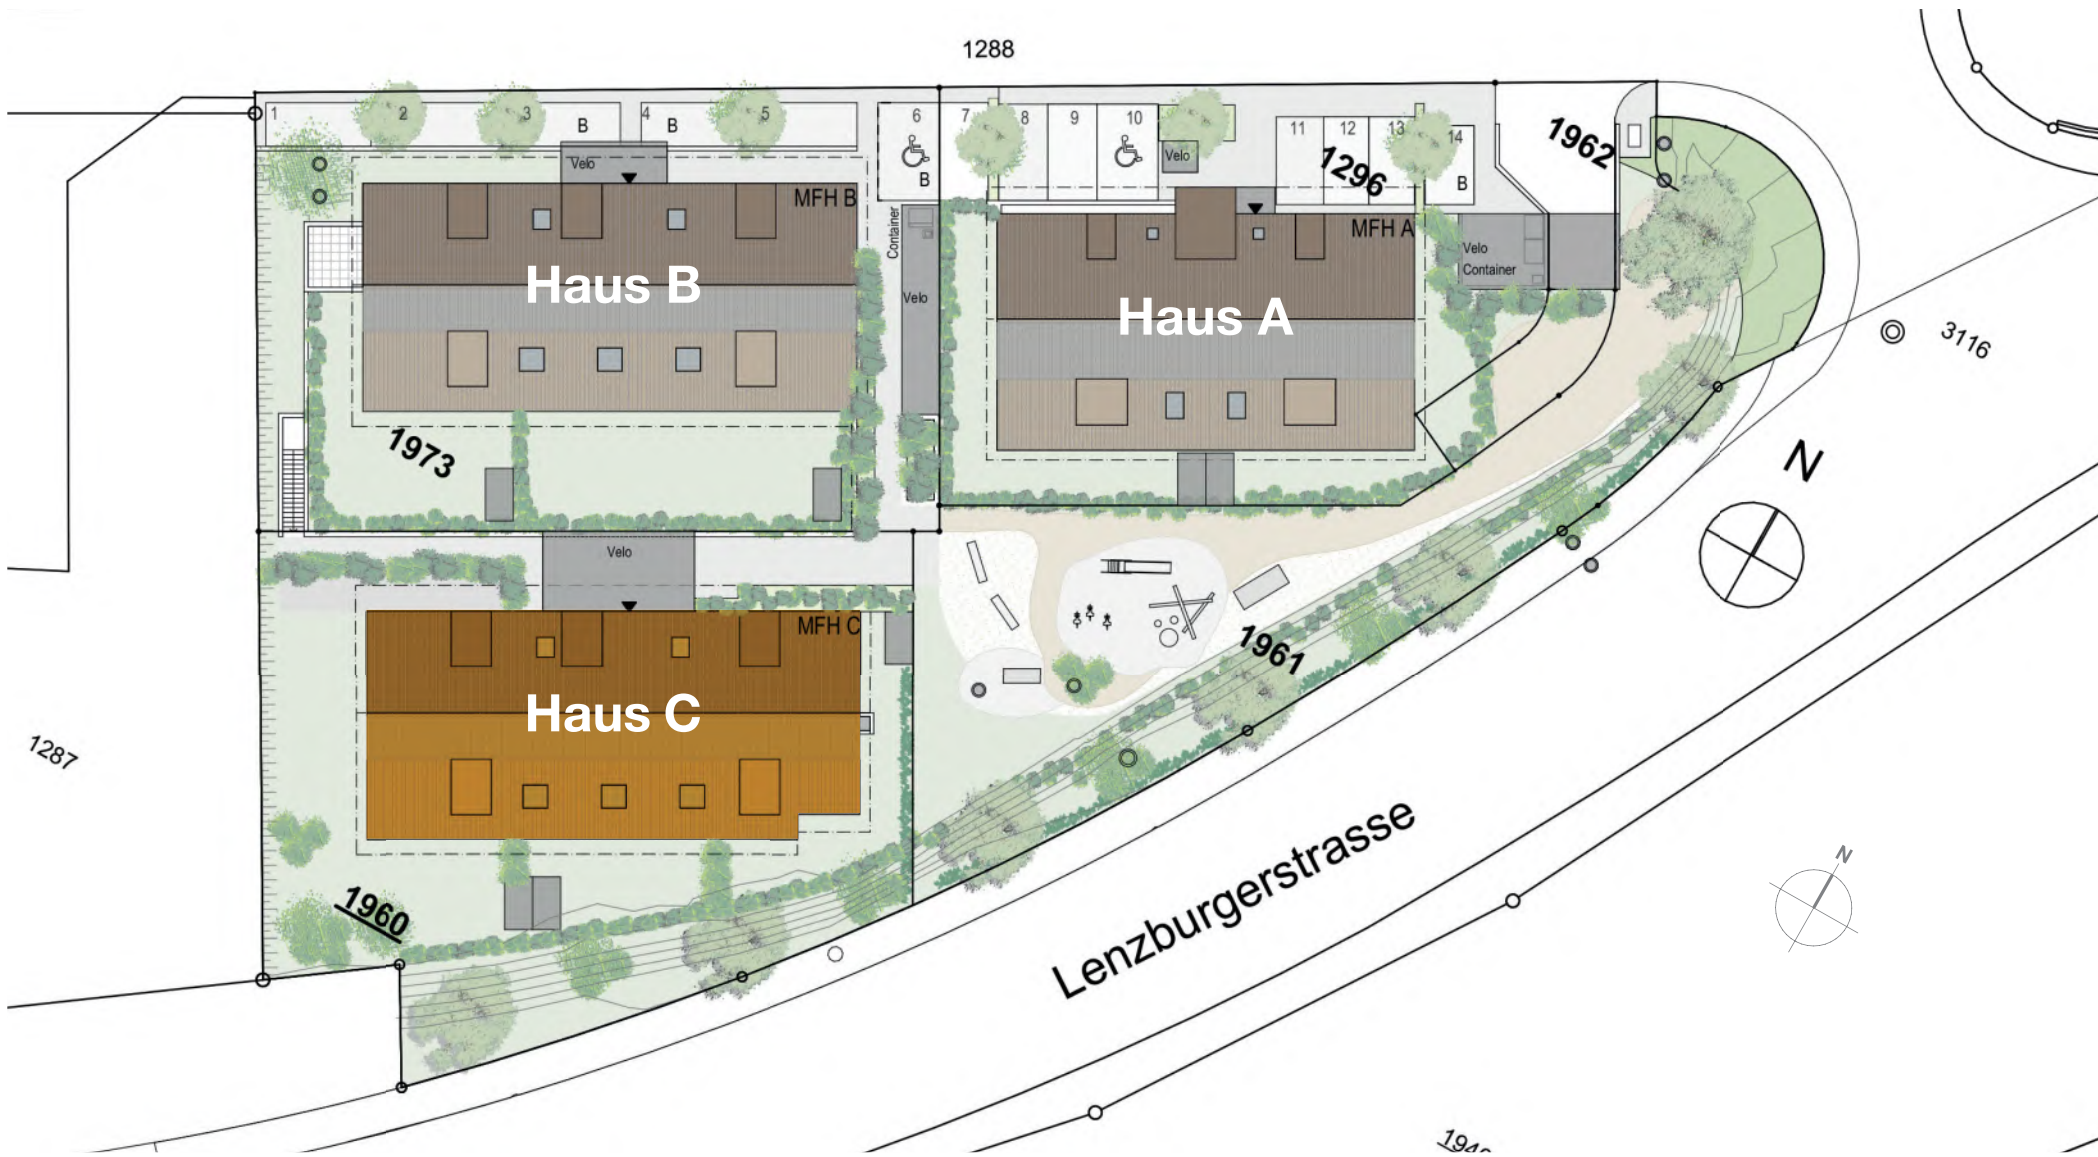 1288
1
2
3
B
4
B
5
6
B
7
8
9
10
11
12
13
14
B
1962
1296
Velo
Velo
MFH B
MFH A
Container
Velo
Velo
Container
Haus B
Haus A
3116
1973
N
Velo
MFH C
1961
Haus C
1287
Lenzburgerstrasse
N
1960